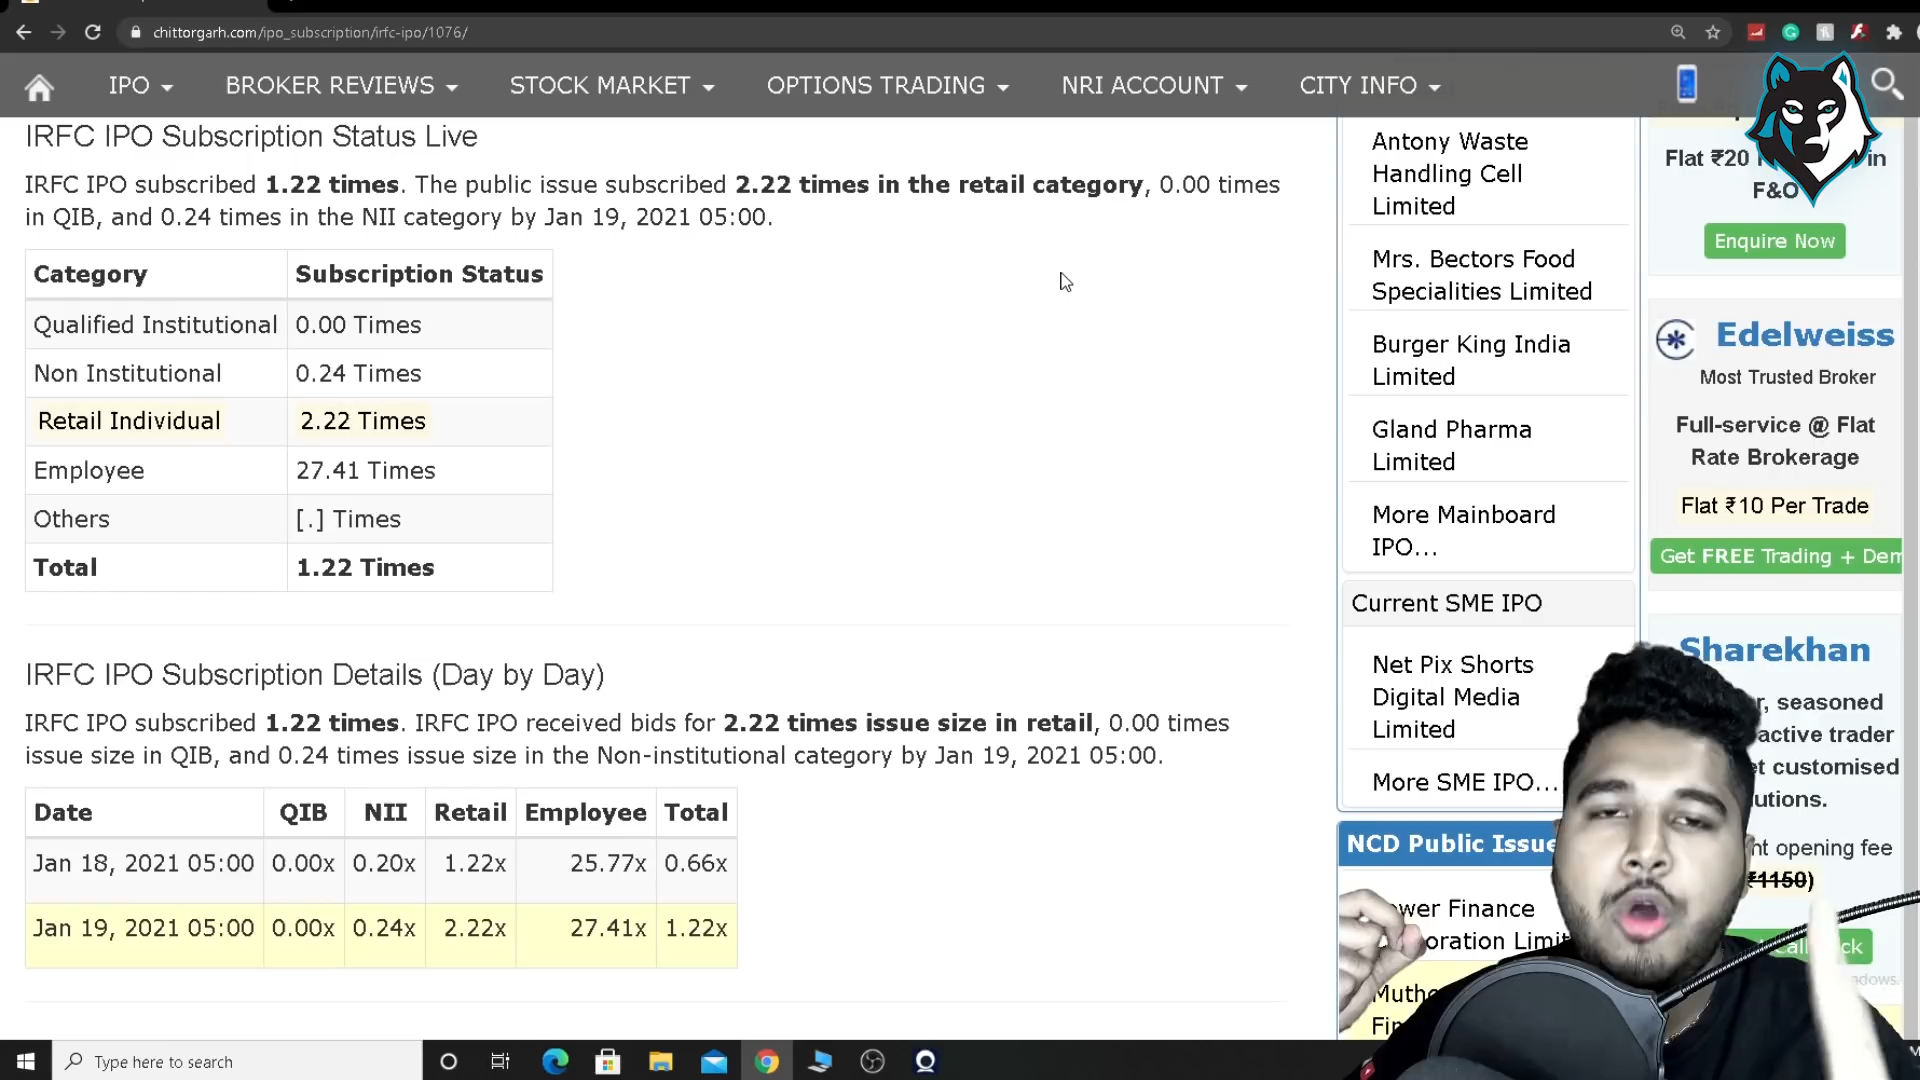 chittorgarh.com/ipo_subscription/irfc-ipo/1076/
IPO
BROKER REVIEWS
STOCK MARKET
OPTIONS TRADING
NRI ACCOUNT
CITY INFO
IRFC IPO Subscription Status Live
IRFC IPO subscribed 1.22 times. The public issue subscribed 2.22 times in the retail category, 0.00 times
in QIB, and 0.24 times in the NII category by Jan 19, 2021 05:00.
Category Subscription Status
Qualified Institutional 0.00 Times
Non Institutional 0.24 Times
Retail Individual 2.22 Times
Employee 27.41 Times
Others [.] Times
Total 1.22 Times
IRFC IPO Subscription Details (Day by Day)
IRFC IPO subscribed 1.22 times. IRFC IPO received bids for 2.22 times issue size in retail, 0.00 times
issue size in QIB, and 0.24 times issue size in the Non-institutional category by Jan 19, 2021 05:00.
Date QIB NII Retail Employee Total
Jan 18, 2021 05:00 0.00x 0.20x 1.22x 25.77x 0.66x
Jan 19, 2021 05:00 0.00x 0.24x 2.22x 27.41x 1.22x
Antony Waste
Handling Cell
Limited
Mrs. Bectors Food
Specialities Limited
Burger King India
Limited
Gland Pharma
Limited
More Mainboard
IPO...
Current SME IPO
Net Pix Shorts
Digital Media
Limited
More SME IPO...
NCD Public Issue
Finance
Flat ₹20 in
F&O
Enquire Now
Edelweiss
Most Trusted Broker
Full-service @ Flat
Rate Brokerage
Flat ₹10 Per Trade
Get FREE Trading + Dem
Sharekhan
seasoned
active trader
customised
opening fee
₹1150)
Type here to search